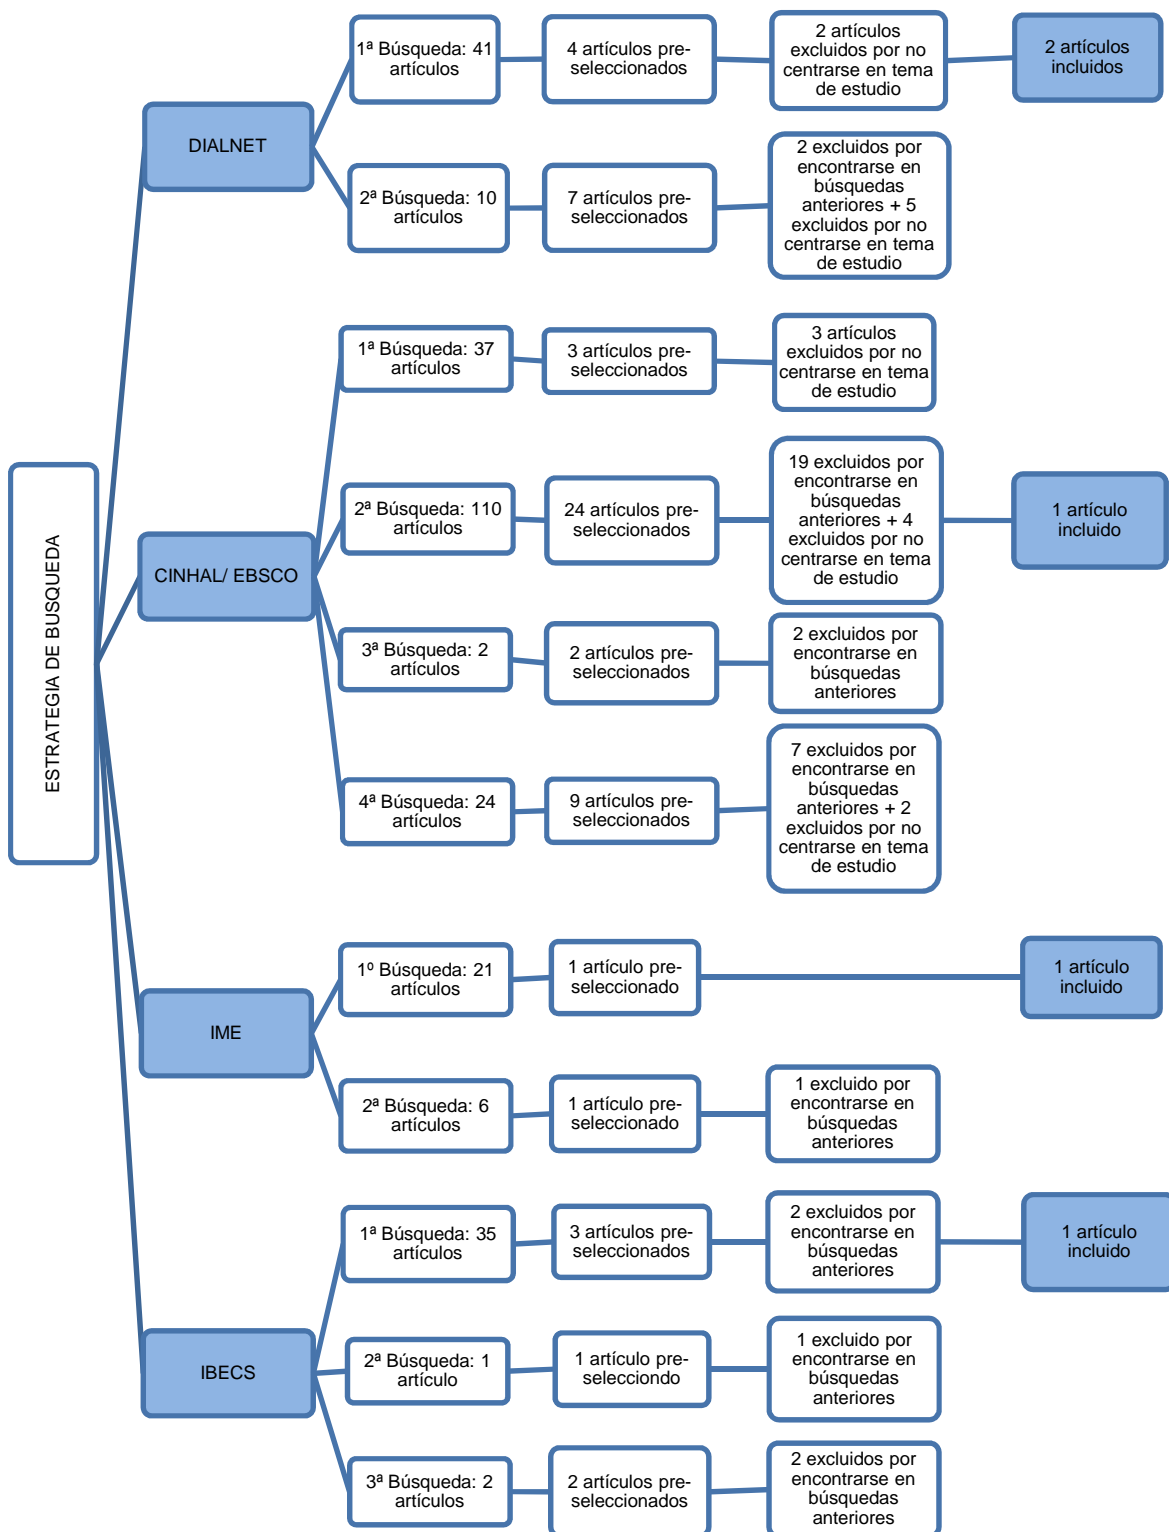 ESTRATEGIA DE BUSQUEDA
DIALNET
1ª Búsqueda: 41
artículos
4 artículos pre-
seleccionados
2 artículos
excluidos por no
centrarse en tema
de estudio
2 artículos
incluidos
2ª Búsqueda: 10
artículos
7 artículos pre-
seleccionados
2 excluidos por
encontrarse en
búsquedas
anteriores + 5
excluidos por no
centrarse en tema
de estudio
CINHAL/ EBSCO
1ª Búsqueda: 37
artículos
3 artículos pre-
seleccionados
3 artículos
excluidos por no
centrarse en tema
de estudio
2ª Búsqueda: 110
artículos
24 artículos pre-
seleccionados
19 excluidos por
encontrarse en
búsquedas
anteriores + 4
excluidos por no
centrarse en tema
de estudio
1 artículo
incluido
3ª Búsqueda: 2
artículos
2 artículos pre-
seleccionados
2 excluidos por
encontrarse en
búsquedas
anteriores
4ª Búsqueda: 24
artículos
9 artículos pre-
seleccionados
7 excluidos por
encontrarse en
búsquedas
anteriores + 2
excluidos por no
centrarse en tema
de estudio
IME
1º Búsqueda: 21
artículos
1 artículo pre-
seleccionado
1 artículo
incluido
2ª Búsqueda: 6
artículos
1 artículo pre-
seleccionado
1 excluido por
encontrarse en
búsquedas
anteriores
IBECS
1ª Búsqueda: 35
artículos
3 artículos pre-
seleccionados
2 excluidos por
encontrarse en
búsquedas
anteriores
1 artículo
incluido
2ª Búsqueda: 1
artículo
1 artículo pre-
selecciondo
1 excluido por
encontrarse en
búsquedas
anteriores
3ª Búsqueda: 2
artículos
2 artículos pre-
seleccionados
2 excluidos por
encontrarse en
búsquedas
anteriores